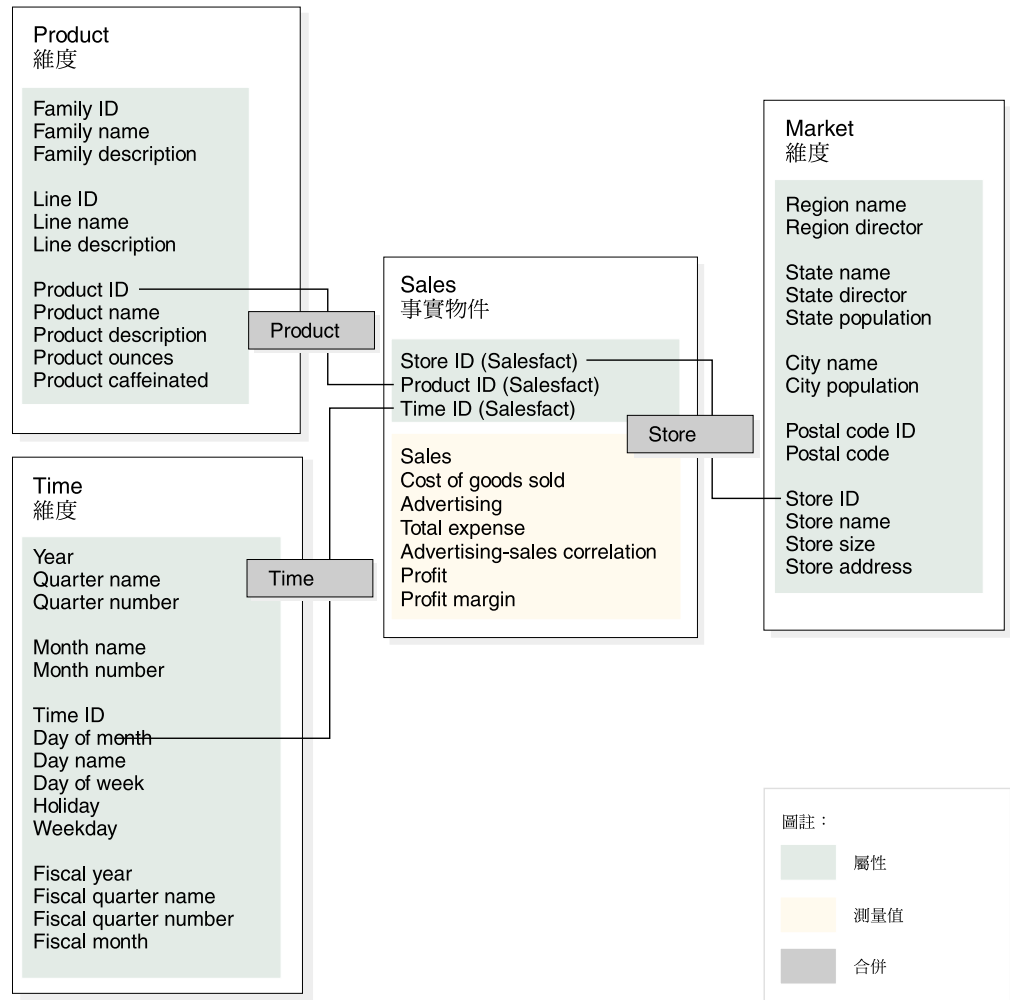 Product
維度
Family ID
Family name
Family description
Line ID
Line name
Line description
Product ID
Product name
Product description
Product ounces
Product caffeinated
Product
Time
維度
Year
Quarter name
Quarter number
Month name
Month number
Time ID
Day of month
Day name
Day of week
Holiday
Weekday
Fiscal year
Fiscal quarter name
Fiscal quarter number
Fiscal month
Time
Sales
事實物件
Store ID (Salesfact)
Product ID (Salesfact)
Time ID (Salesfact)
Sales
Cost of goods sold
Advertising
Total expense
Advertising-sales correlation
Profit
Profit margin
Store
Market
維度
Region name
Region director
State name
State director
State population
City name
City population
Postal code ID
Postal code
Store ID
Store name
Store size
Store address
圖註：
屬性
測量值
合併